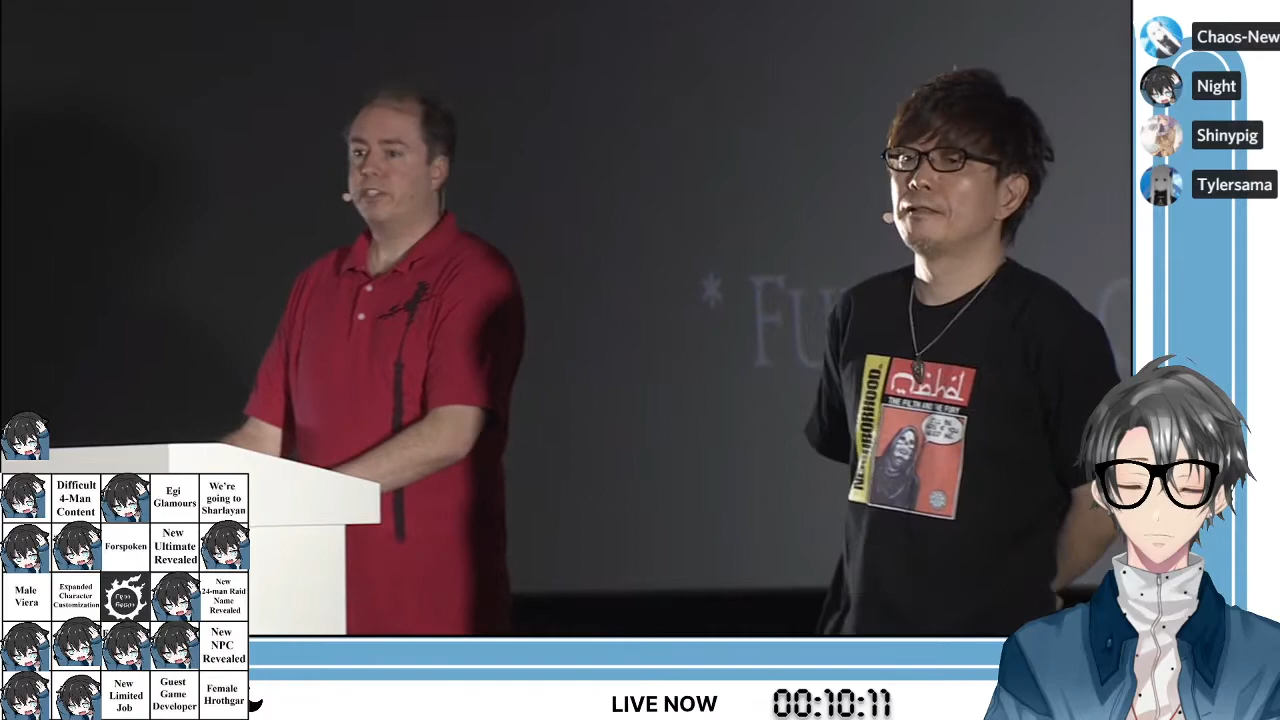 Chaos-New
Night
Shinypig
Tylersama
* FU
NEIGHBORHOOD
THE FILTH AND THE FURY
Difficult
4-Man
Content
Egi
Glamours
We're
going to
Sharlayan
Forspoken
New
Ultimate
Revealed
Male
Viera
Expanded
Character
Customization
New
24-man Raid
Name
Revealed
New
NPC
Revealed
New
Limited
Job
Guest
Game
Developer
Female
Hrothgar
LIVE NOW
00:10:11